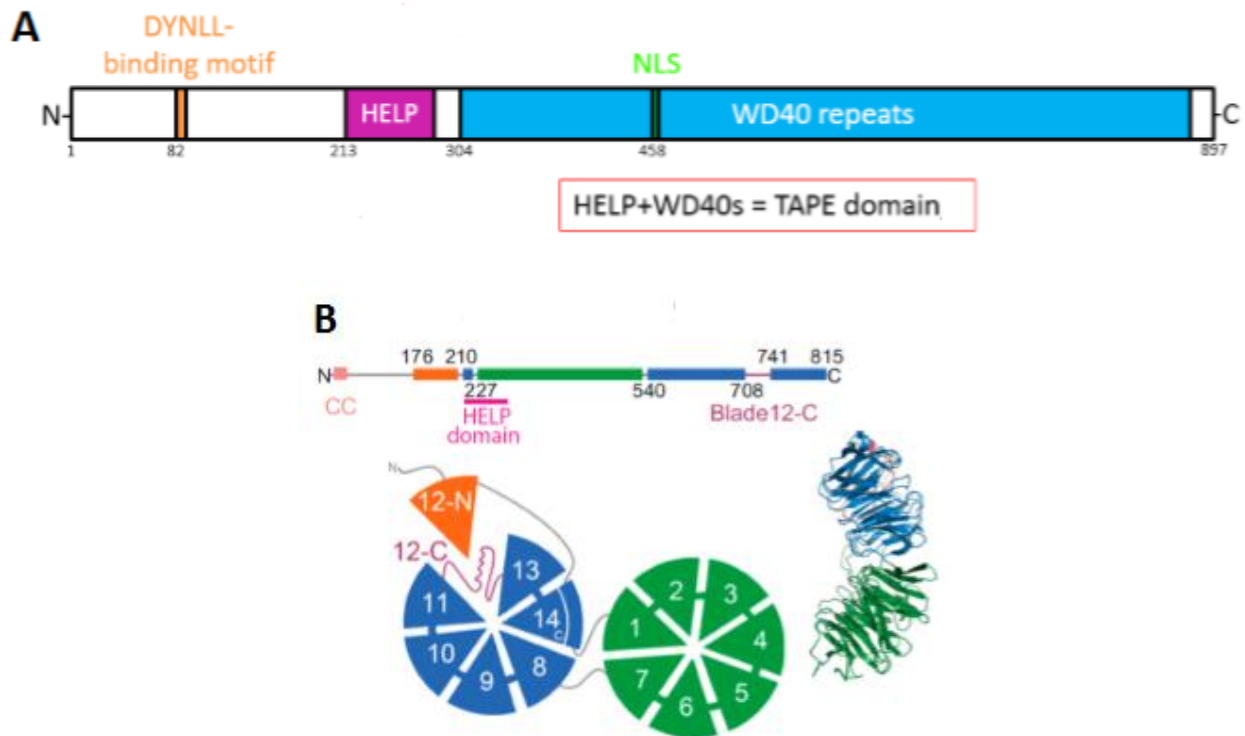 A
DYNLL-
binding motif
NLS
N
HELP
WD40 repeats
C
1
82
213
304
458
897
HELP+WD40s = TAPE domain
B
176
210
741
815
N
C
CC
227
540
708
HELP
domain
Blade12-C
N
12-N
12-C
13
11
14
C
10
9
8
2
3
1
4
7
6
5